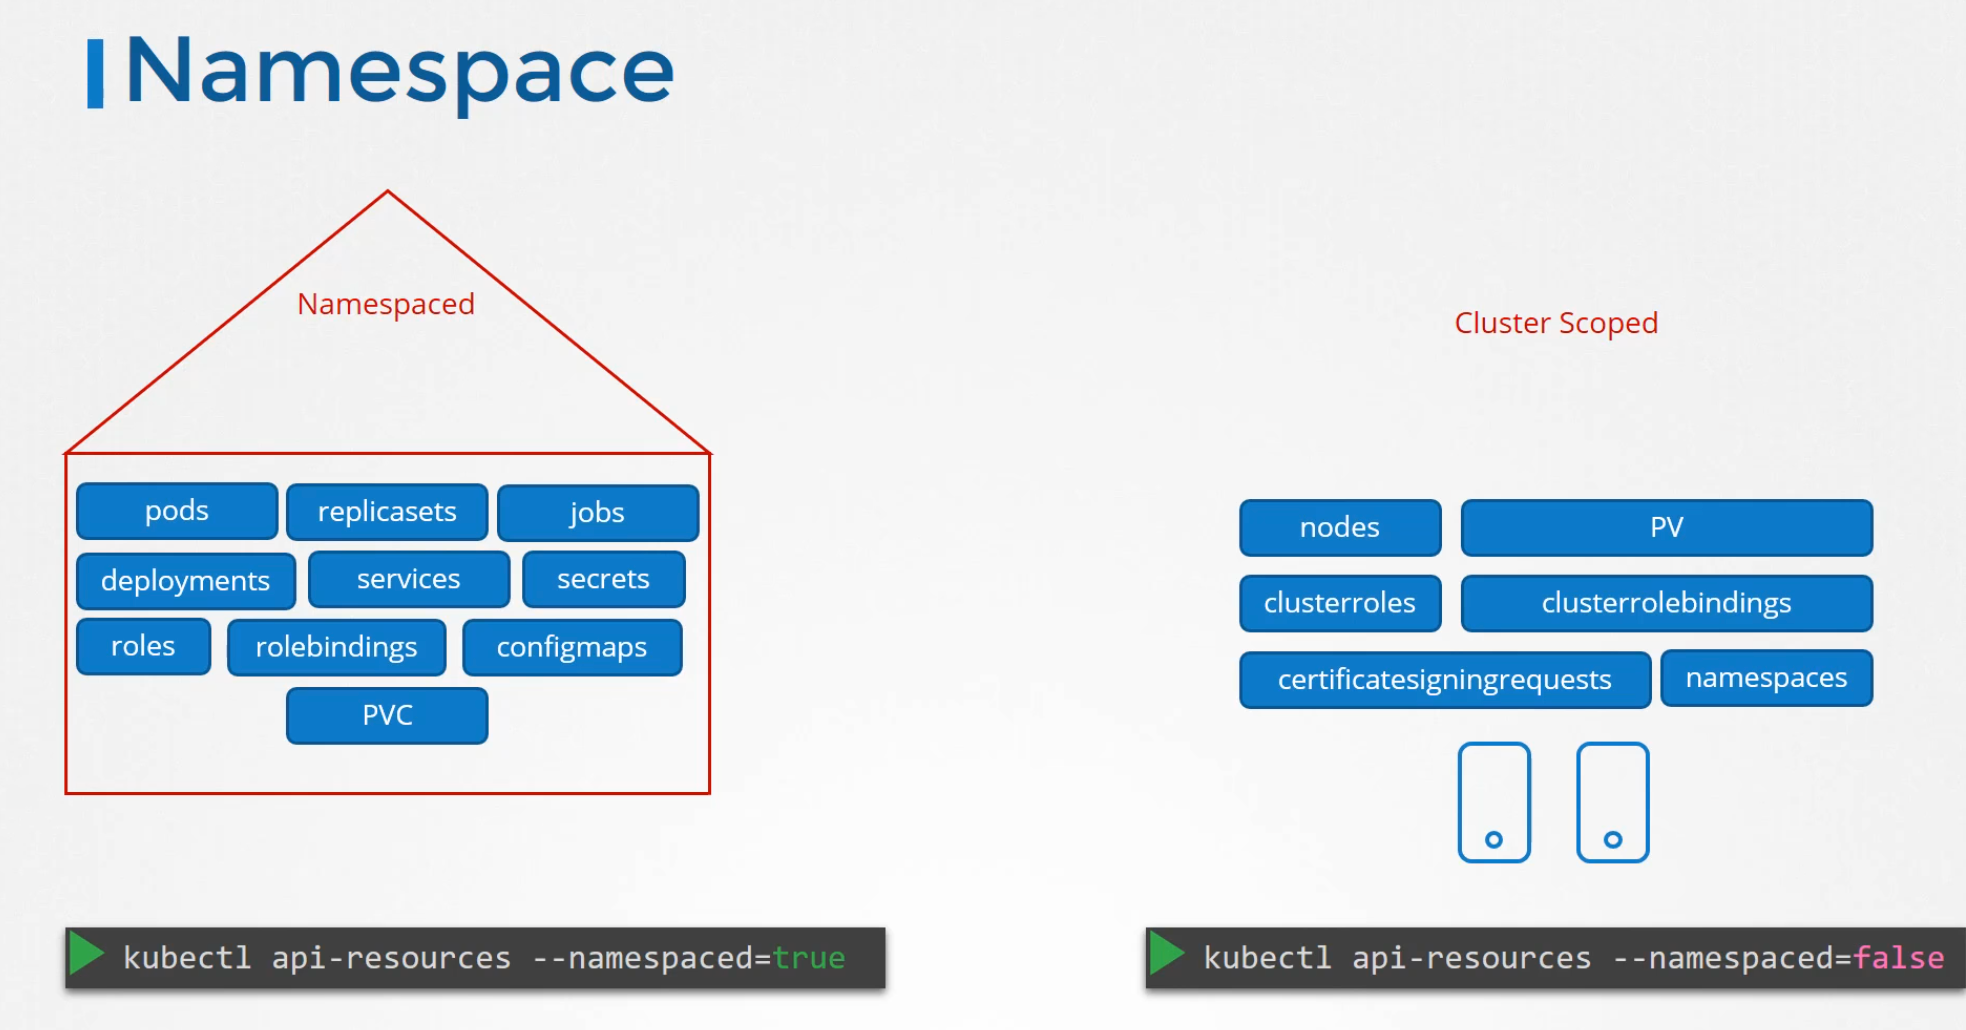 Namespace
Namespaced
pods
replicasets
jobs
deployments
services
secrets
roles
rolebindings
configmaps
PVC
kubectl api-resources --namespaced=true
Cluster Scoped
nodes
PV
clusterroles
clusterrolebindings
certificatesigningrequests
namespaces
kubectl api-resources --namespaced=false